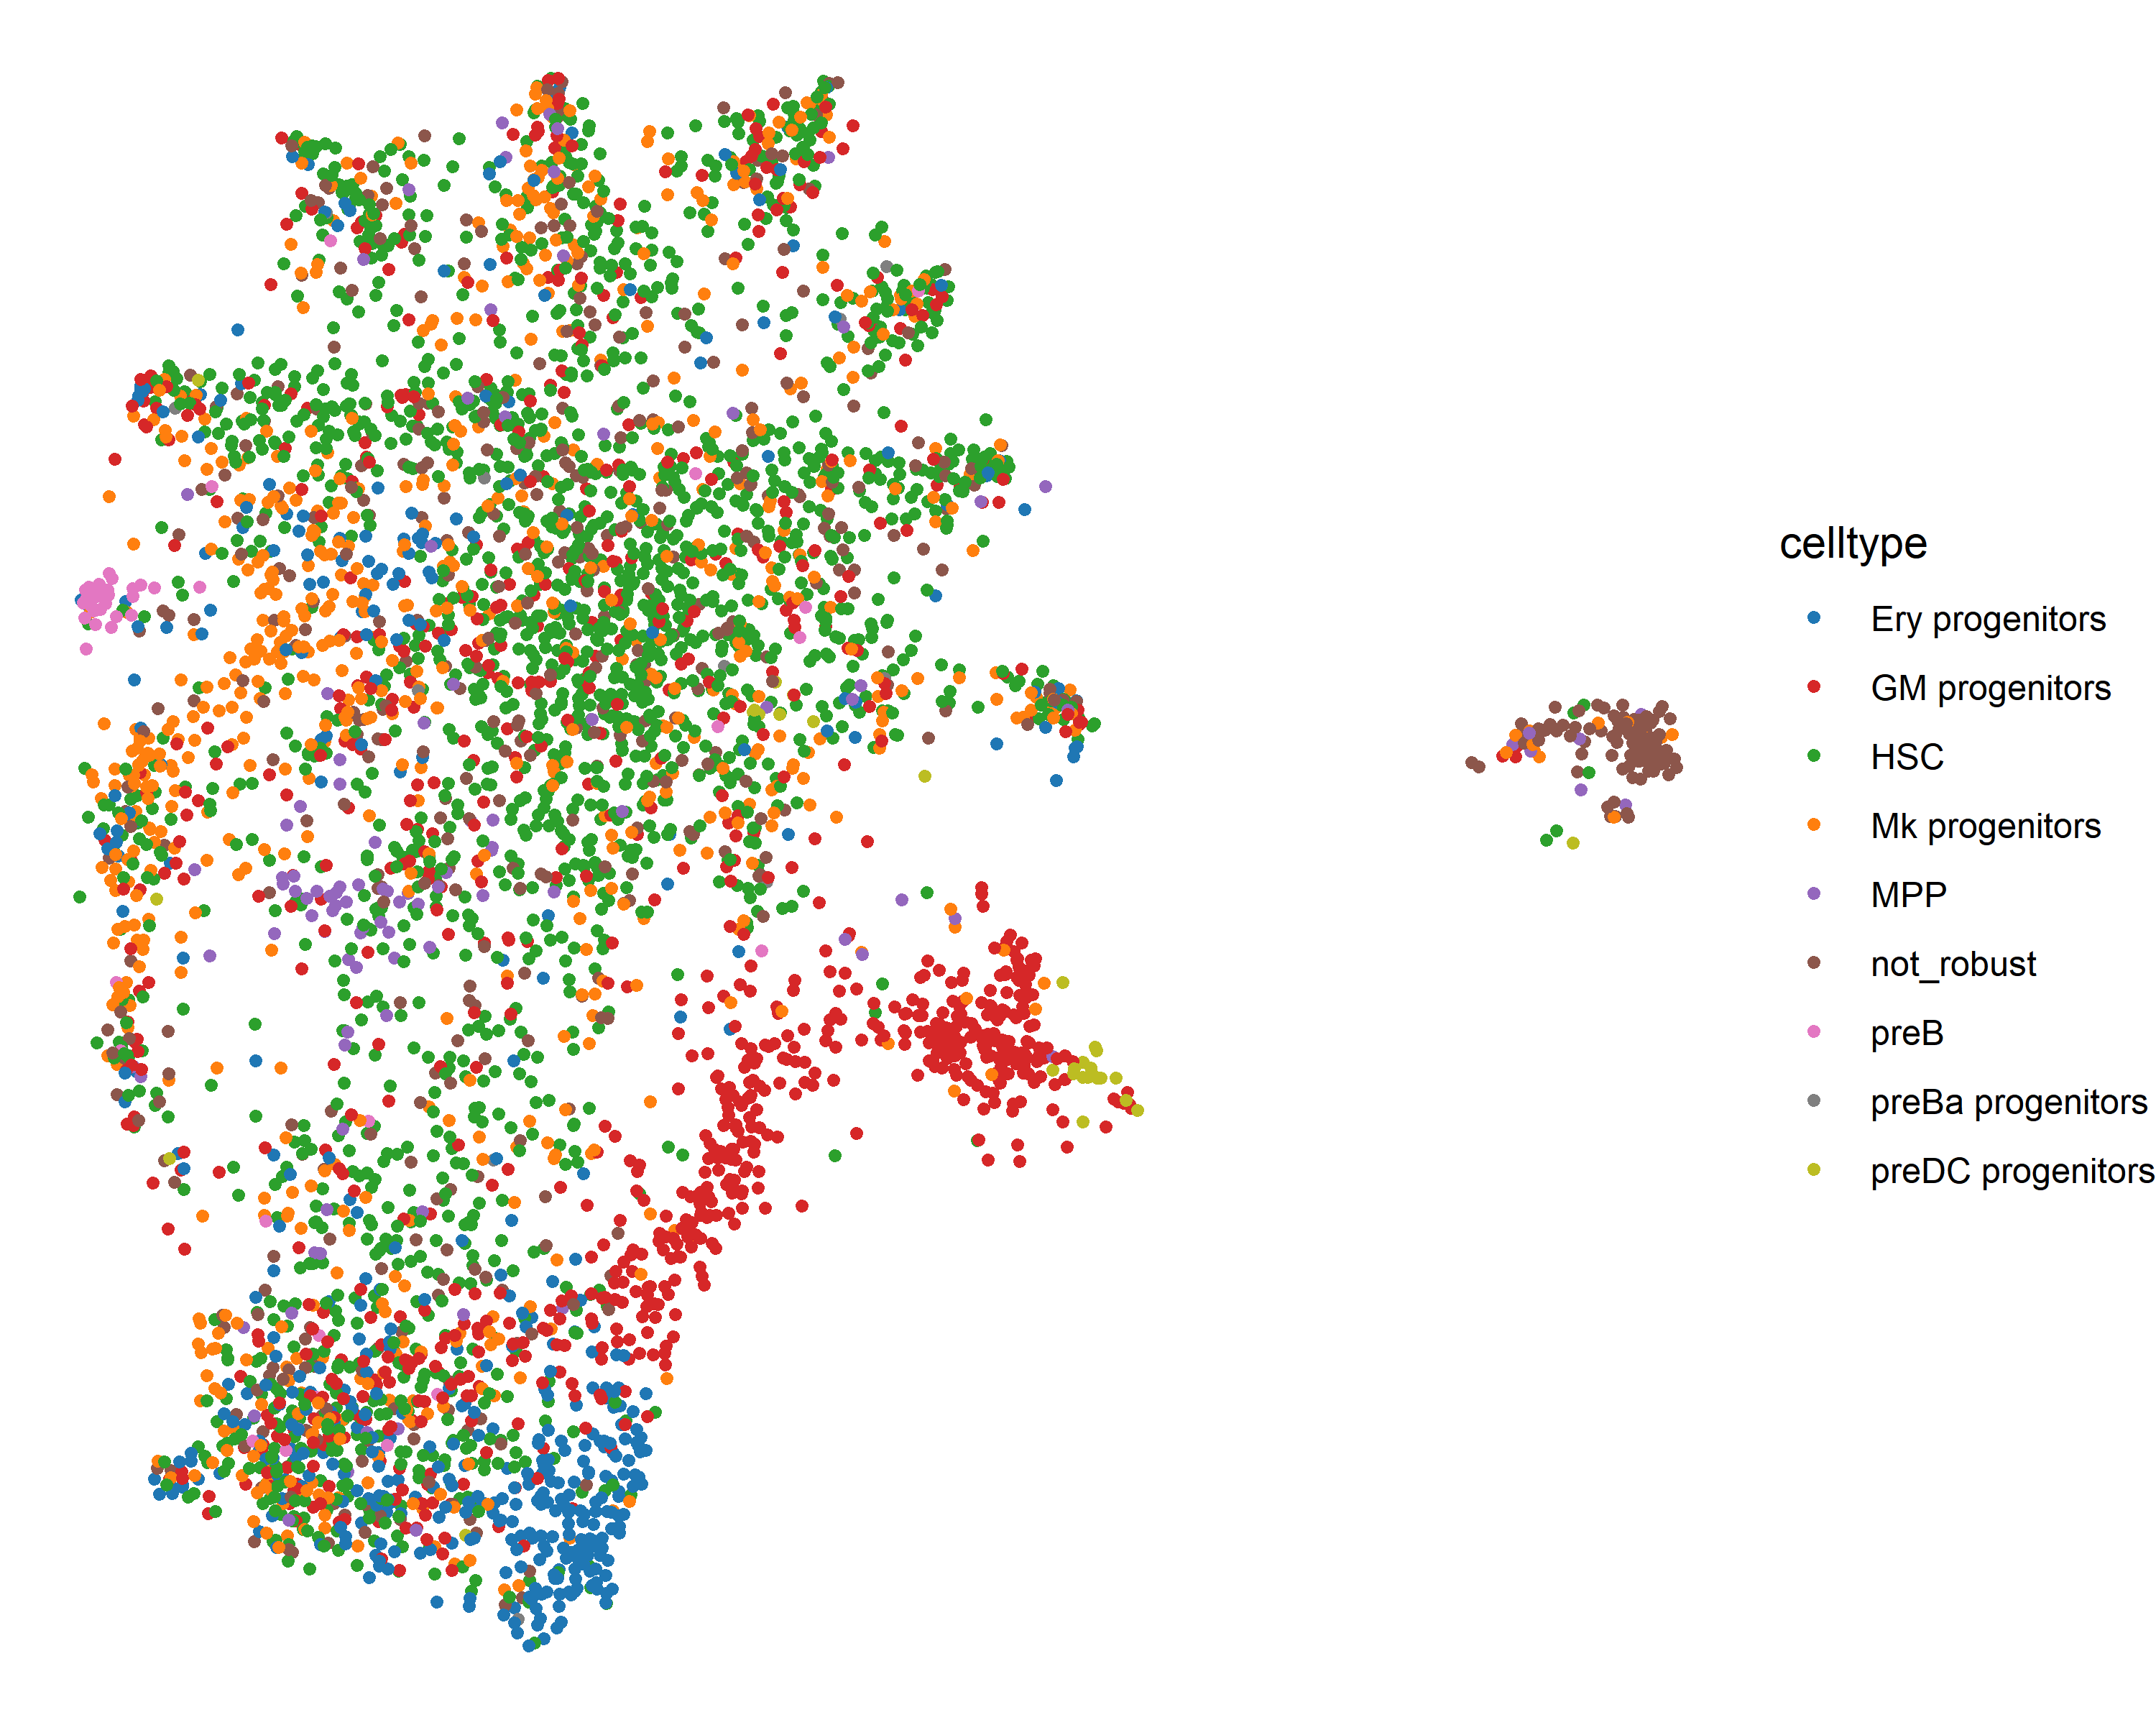 celltype
Ery progenitors
GM progenitors
HSC
Mk progenitors
MPP
not_robust
preB
preBa progenitors
preDC progenitors